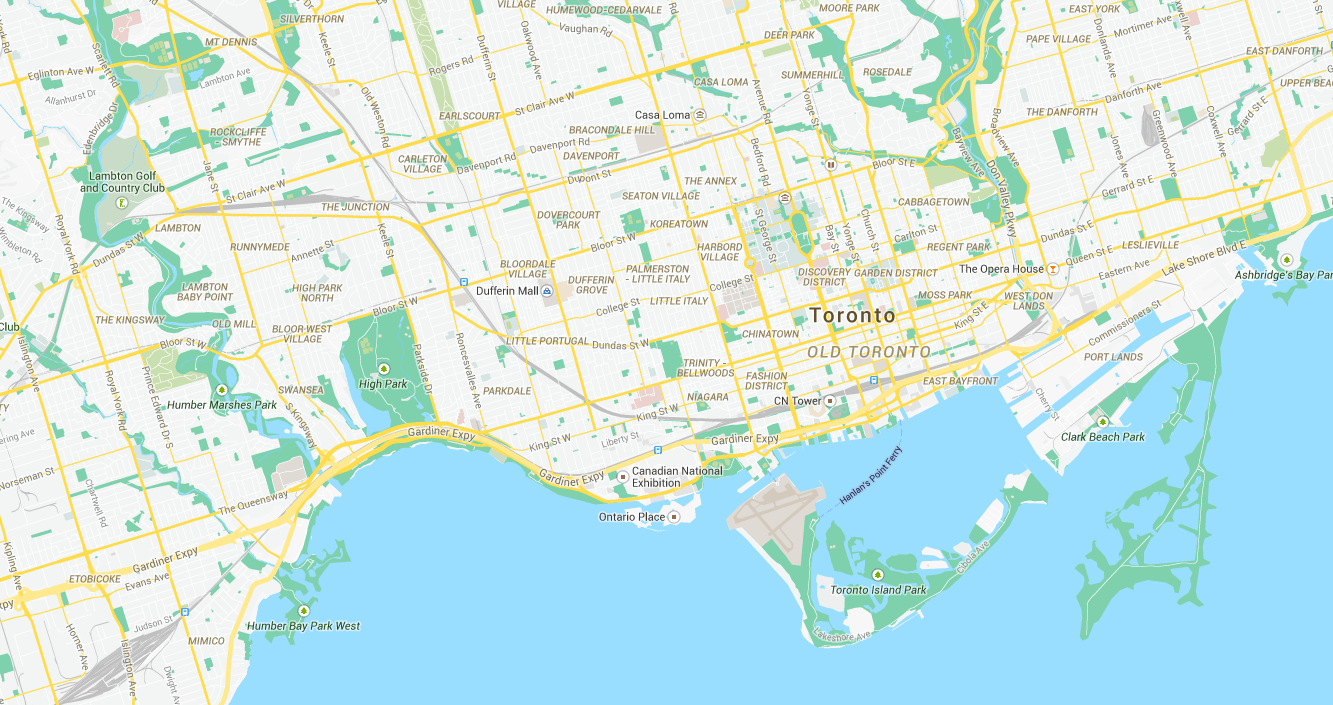 VILLAGE
HUMEWOOD-CEDARVALE
MOORE PARK
EAST YORK
SILVERTHORN
Vaughan Rd
DEER PARK
Mortimer Ave
MT DENNIS
PAPE VILLAGE
EAST DANFORTH
Scarlett Rd
Keele St
Dufferin St
Oakwood Ave
Donlands Ave
Eglinton Ave W
Lambton Ave
Rogers Rd
CASA LOMA
SUMMERHILL
ROSEDALE
Allanhurst Dr
Old Weston Rd
St Clair Ave W
Avenue Rd
Yonge St
Danforth Ave
Edenbridge Dr
EARLSCOURT
Casa Loma
THE DANFORTH
ROCKCLIFFE
- SMYTHE
BRACONDALE HILL
Broadview Ave
Greenwood Ave
Coxwell Ave
Gerrard St E
Davenport Rd
DAVENPORT
Bayview Ave
Jones Ave
CARLETON
VILLAGE
Davenport Rd
Bedford Rd
Bloor St E
Lambton Golf
and Country Club
Jane St
Dupont St
THE ANNEX
Don Valley Pkwy
Gerrard St E
St Clair Ave W
SEATON VILLAGE
CABBAGETOWN
The Kingsway
Royal York Rd
THE JUNCTION
DOVERCOURT
PARK
KOREATOWN
St George St
Bay St
Yonge St
Church St
Carlton St
Wimbleton Rd
LAMBTON
Keele St
Dundas St E
Dundas St W
RUNNYMEDE
Annette St
Bloor St W
HARBORD
VILLAGE
REGENT PARK
LESLIEVILLE
Queen St E
Lake Shore Blvd E
BLOORDALE
VILLAGE
PALMERSTON
- LITTLE ITALY
DISCOVERY
DISTRICT
GARDEN DISTRICT
The Opera House
Eastern Ave
LAMBTON
BABY POINT
HIGH PARK
NORTH
Dufferin Mall
DUFFERIN
GROVE
College St
Ashbridge's Bay Par
College St
LITTLE ITALY
MOSS PARK
WEST DON
LANDS
Bloor St W
Toronto
King St E
Commissioners St
Club
THE KINGSWAY
OLD MILL
BLOOR WEST
VILLAGE
CHINATOWN
Islington Ave
Bloor St W
Parkside Dr
Roncesvalles Ave
LITTLE PORTUGAL
Dundas St W
OLD TORONTO
PORT LANDS
Royal York Rd
Prince Edward Dr S
TRINITY -
BELLWOODS
FASHION
DISTRICT
EAST BAYFRONT
High Park
SWANSEA
PARKDALE
NIAGARA
CN Tower
Cherry St
Humber Marshes Park
S Kingsway
King St W
Gardiner Expy
King St W
Liberty St
Gardiner Expy
Clark Beach Park
Norseman St
Gardiner Expy
Canadian National
Exhibition
Hanlan's Point Ferry
Chartwell Rd
The Queensway
Ontario Place
Kipling Ave
Gardiner Expy
Cibola Ave
ETOBICOKE
Evans Ave
Toronto Island Park
Judson St
Humber Bay Park West
Horner Ave
Islington Ave
MIMICO
Lakeshore Ave
Dwight Av